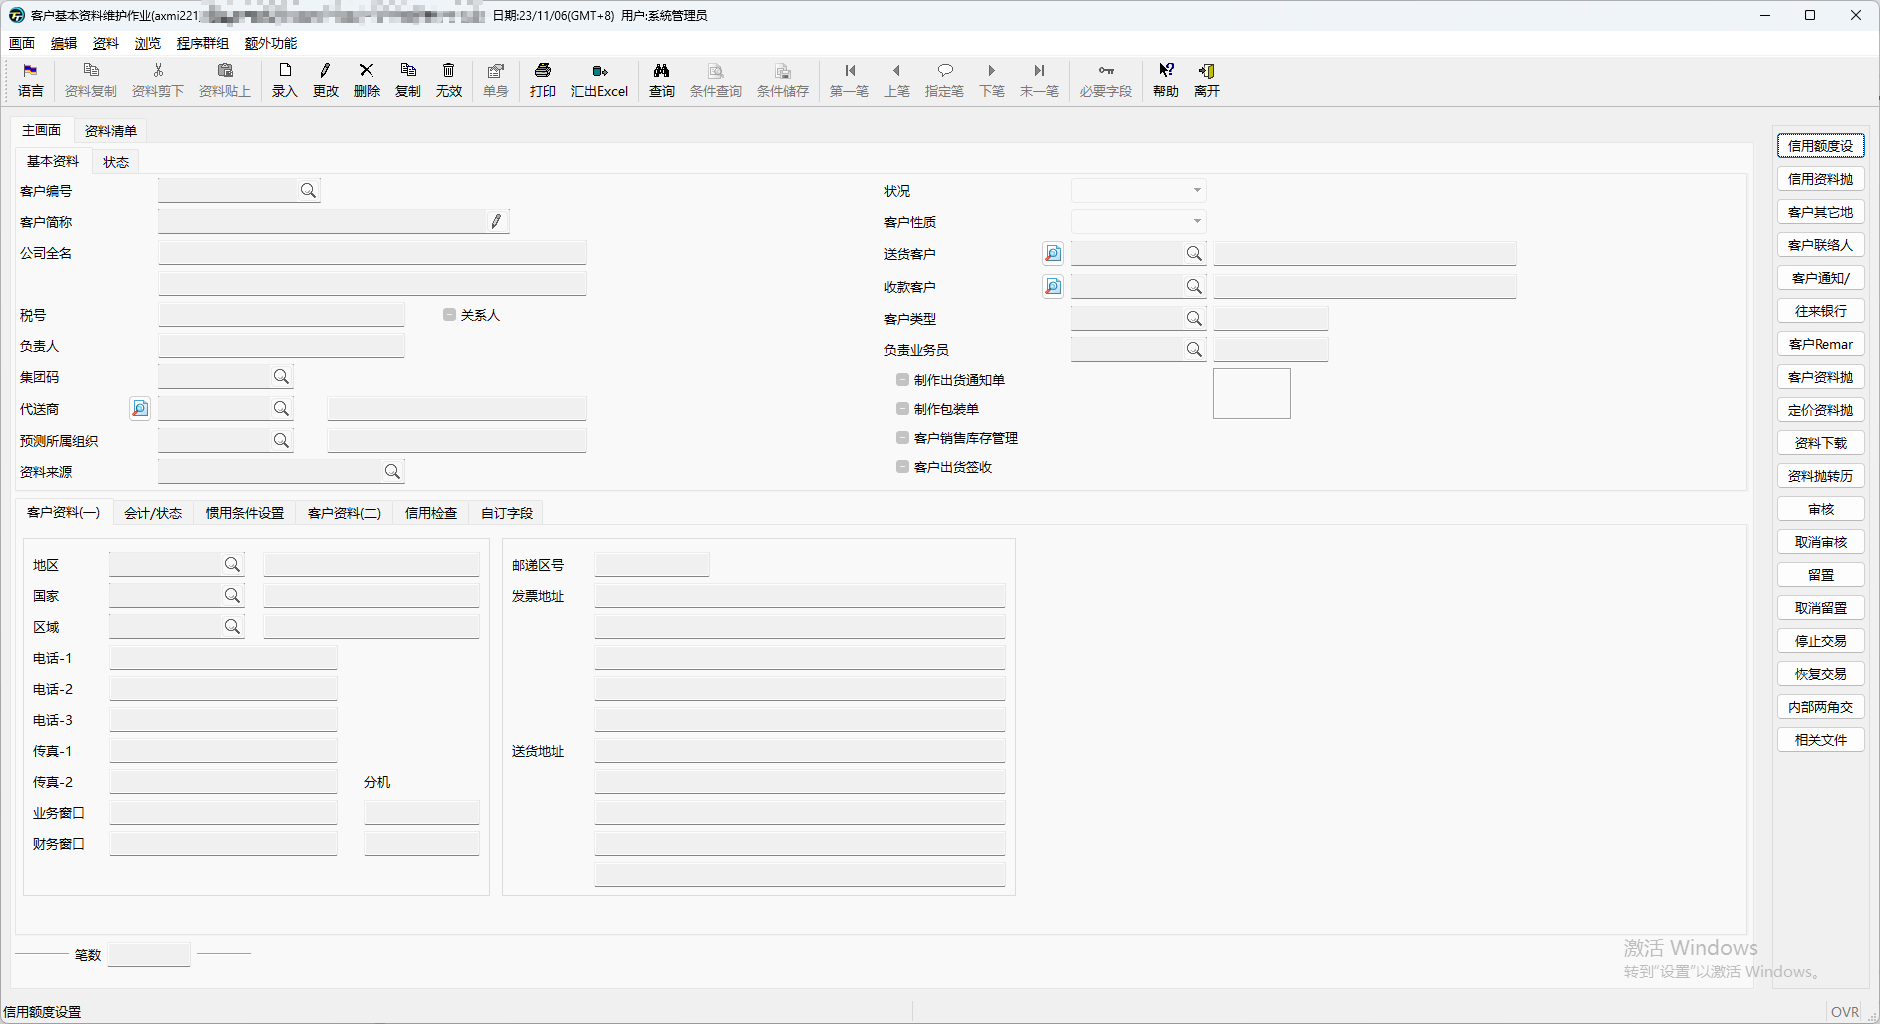 客户基本资料维护作业(axmi221 日期:23/11/06(GMT+8) 用户:系统管理员
画面 编辑 资料 浏览 程序群组 额外功能
语言 资料复制 资料剪下 资料贴上 录入 更改 删除 复制 无效 单身 打印 汇出Excel 查询 条件查询 条件储存 第一笔 上笔 指定笔 下笔 末一笔 必要字段 帮助 离开
主画面 资料清单
基本资料 状态
客户编号
客户简称
公司全名
税号 关系人
负责人
集团码
代送商
预测所属组织
资料来源
状况
客户性质
送货客户
收款客户
客户类型
负责业务员
制作出货通知单
制作包装单
客户销售库存管理
客户出货签收
客户资料(一) 会计/状态 惯用条件设置 客户资料(二) 信用检查 自订字段
地区
国家
区域
电话-1
电话-2
电话-3
传真-1
传真-2 分机
业务窗口
财务窗口
邮递区号
发票地址
送货地址
笔数
信用额度设
信用资料抛
客户其它地
客户联络人
客户通知/
往来银行
客户Remar
客户资料抛
定价资料抛
资料下载
资料抛转历
审核
取消审核
留置
取消留置
停止交易
恢复交易
内部两角交
相关文件
激活 Windows
转到"设置"以激活 Windows。
信用额度设置 OVR